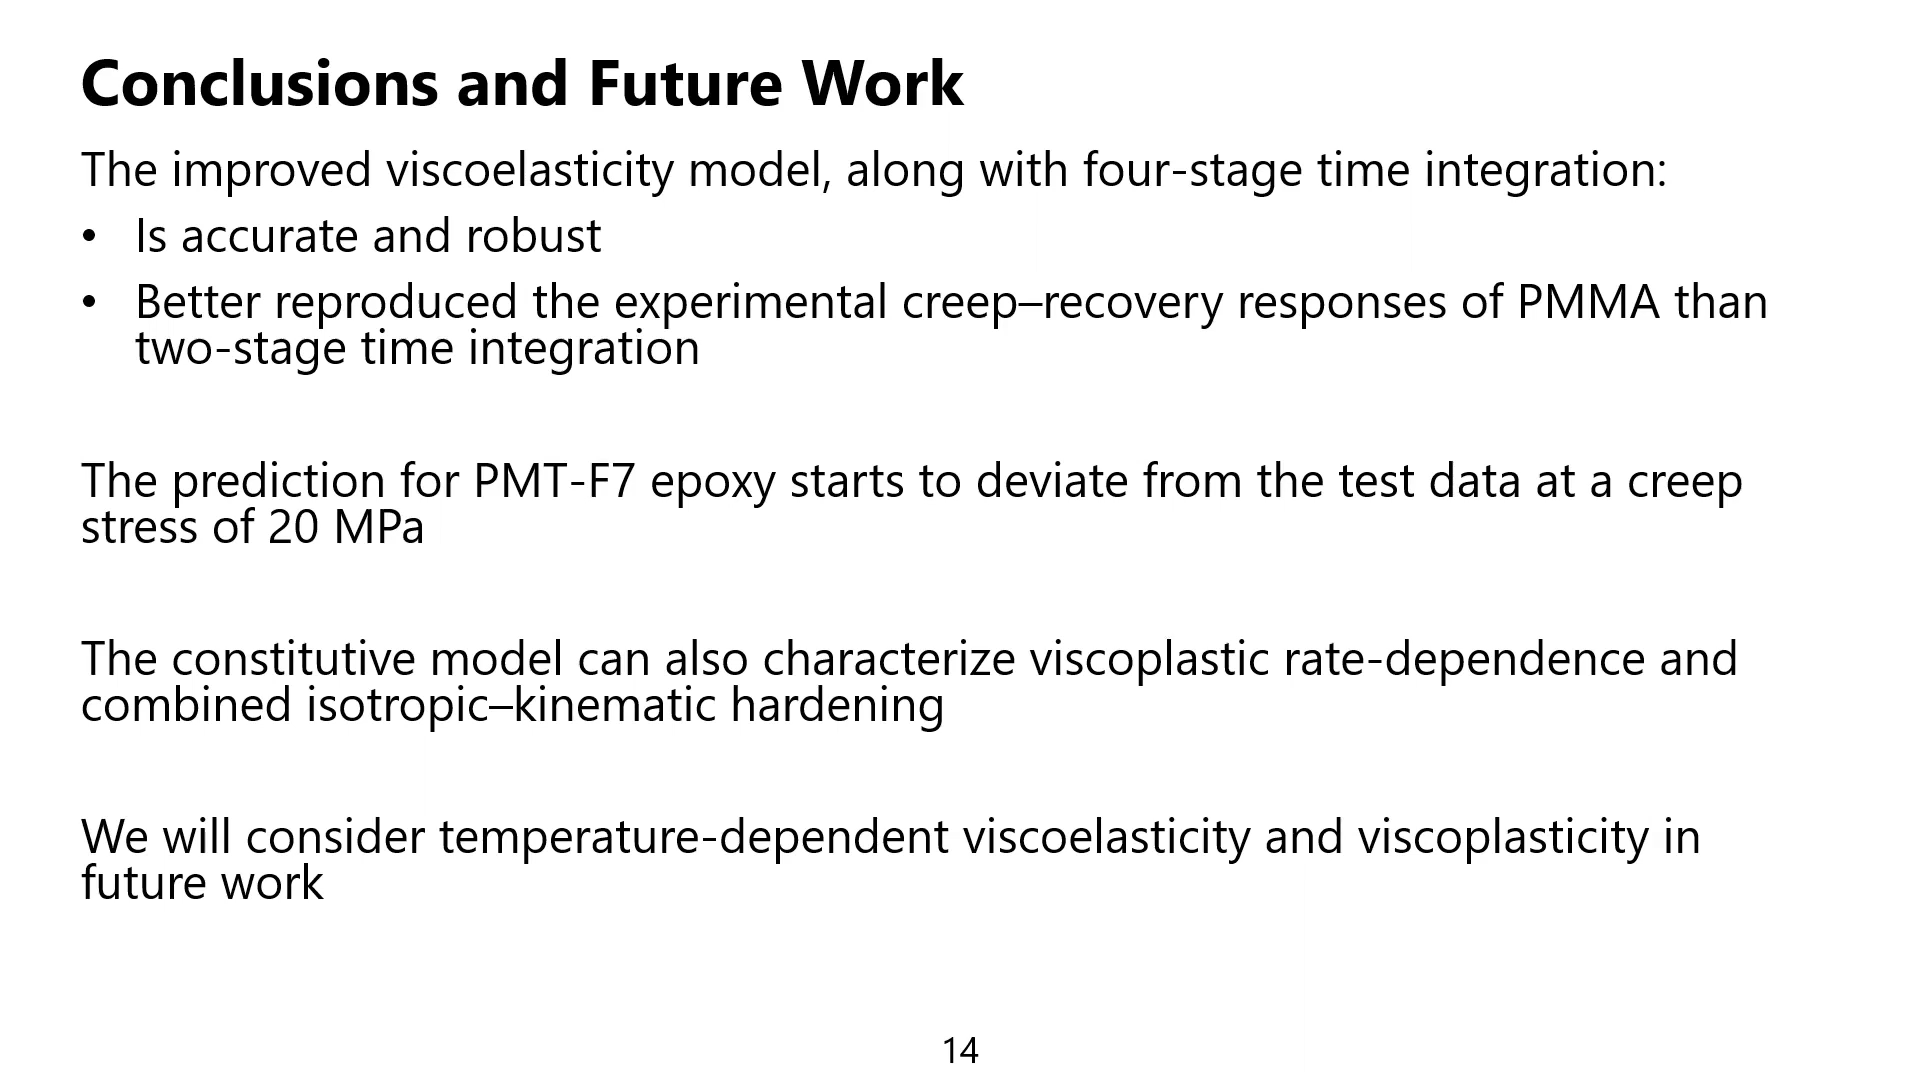 Conclusions and Future Work
The improved viscoelasticity model, along with four-stage time integration:
• Is accurate and robust
• Better reproduced the experimental creep–recovery responses of PMMA than
two-stage time integration
The prediction for PMT-F7 epoxy starts to deviate from the test data at a creep
stress of 20 MPa
The constitutive model can also characterize viscoplastic rate-dependence and
combined isotropic–kinematic hardening
We will consider temperature-dependent viscoelasticity and viscoplasticity in
future work
14